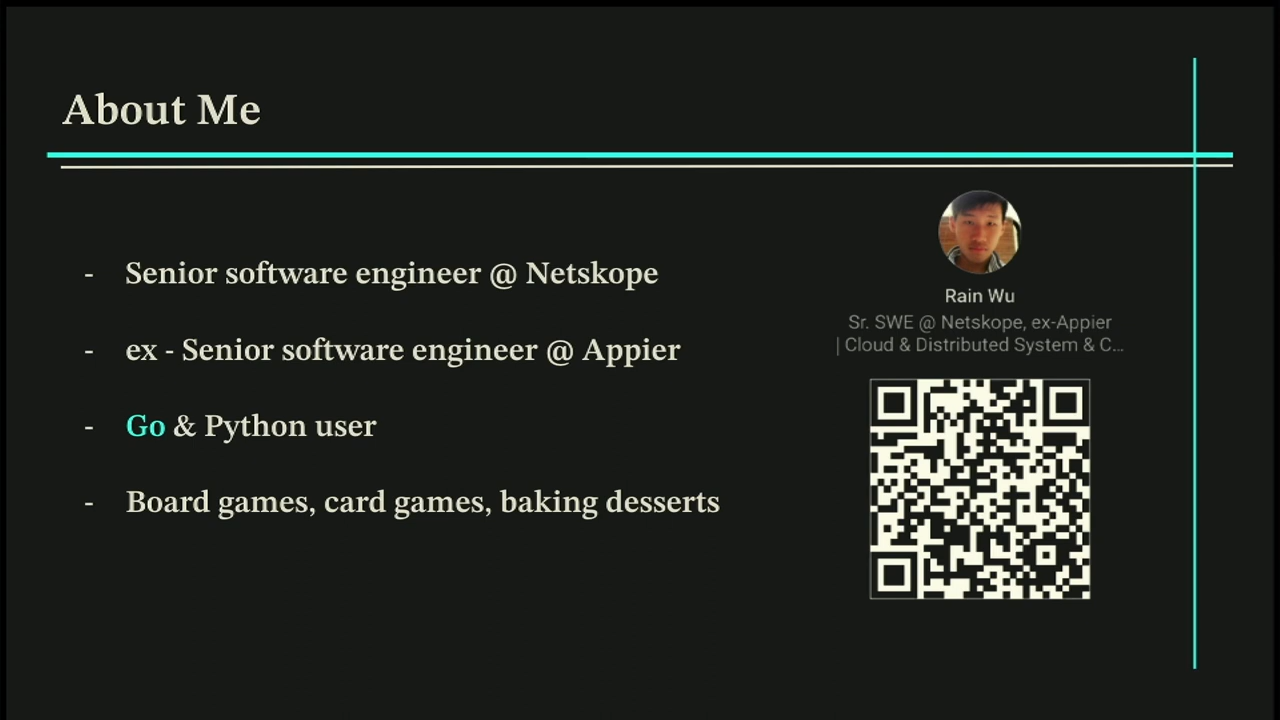 About Me
- Senior software engineer @ Netskope
- ex - Senior software engineer @ Appier
- Go & Python user
- Board games, card games, baking desserts
Rain Wu
Sr. SWE @ Netskope, ex-Appier
| Cloud & Distributed System & C...